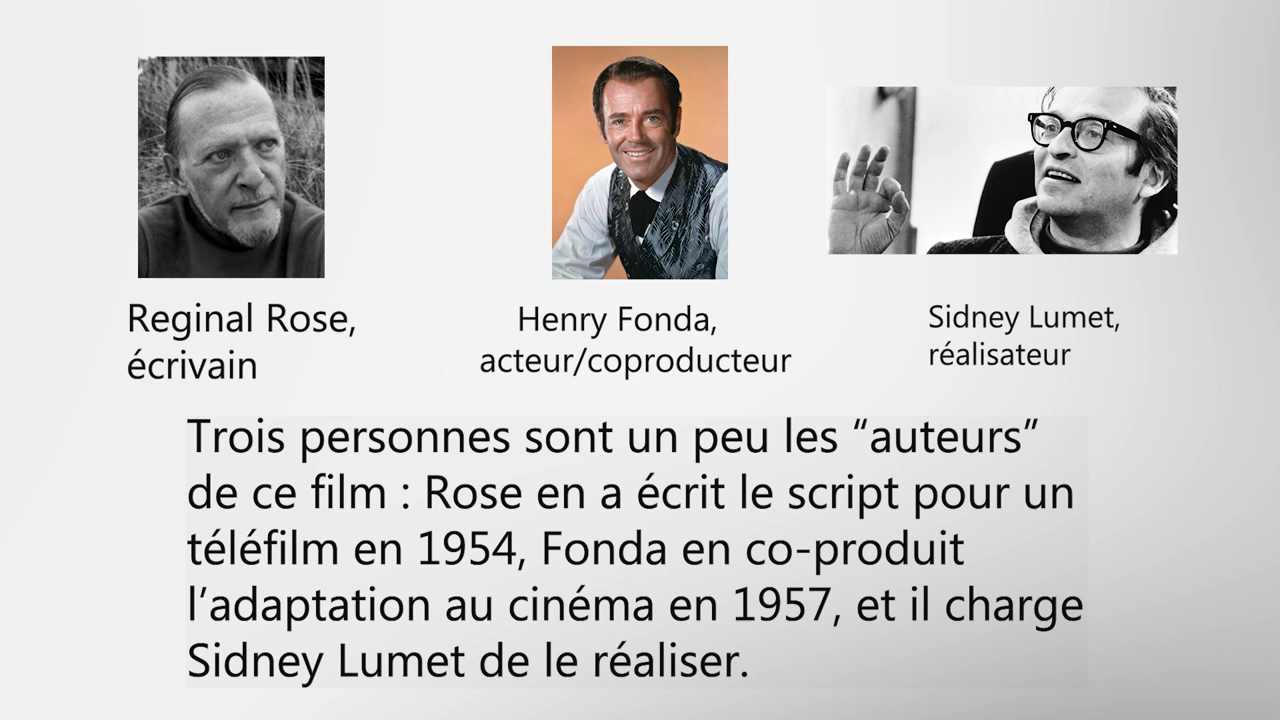 Reginal Rose,
écrivain
Henry Fonda,
acteur/coproducteur
Sidney Lumet,
réalisateur
Trois personnes sont un peu les “auteurs”
de ce film : Rose en a écrit le script pour un
téléfilm en 1954, Fonda en co-produit
l’adaptation au cinéma en 1957, et il charge
Sidney Lumet de le réaliser.